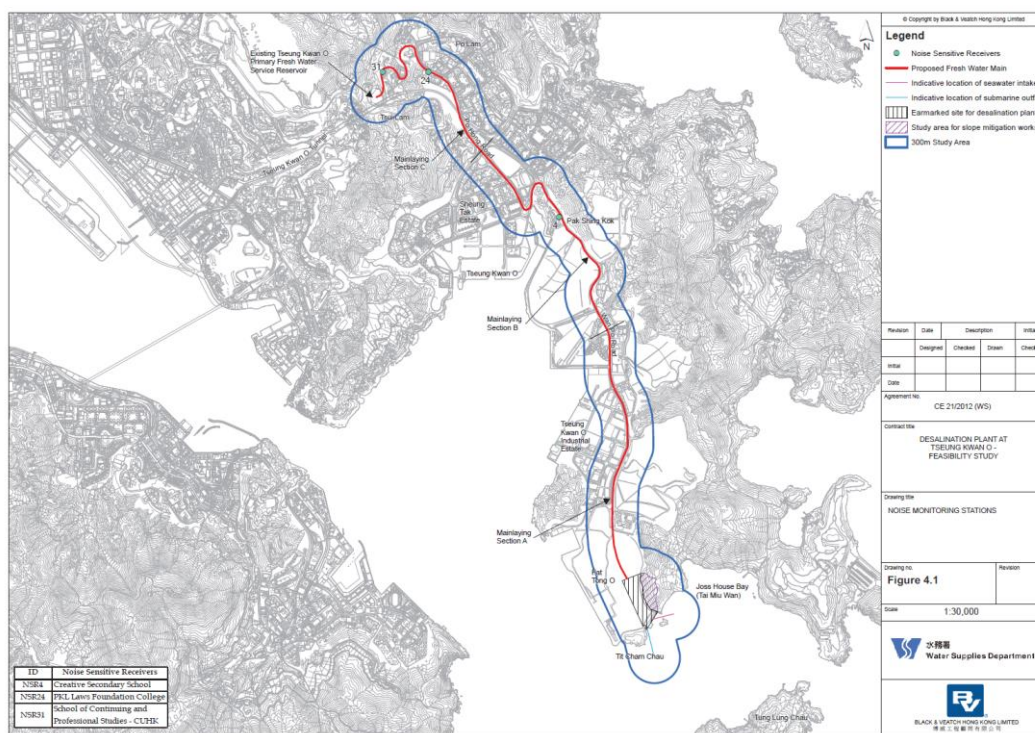 © Copyright by Black & Veatch Hong Kong Limited
Legend
Noise Sensitive Receivers
Proposed Fresh Water Main
Indicative location of seawater intake
Indicative location of submarine outf
Earmarked site for desalination plan
Study area for slope mitigation work
300m Study Area
N
Existing Tseung Kwan O
Primary Fresh Water
Service Reservoir
Po Lam
31
24
Tsui Lam
Tseung Kwan O Tunnel
Mainlaying
Section C
Po Hong Road
Sheung
Tak
Estate
4
Pak Shing Kok
Tseung Kwan O
Mainlaying
Section B
Wan Po Road
Tseung
Kwan O
Industrial
Estate
Mainlaying
Section A
Fat
Tong O
Joss House Bay
(Tai Miu Wan)
Tit Cham Chau
Tung Lung Chau
ID Noise Sensitive Receivers
NSR4 Creative Secondary School
NSR24 PKL Laws Foundation College
NSR31 School of Continuing and
Professional Studies - CUHK
Revision Date Description Initia
Designed Checked Drawn Check
Initial
Date
Agreement No.
CE 21/2012 (WS)
Contract title
DESALINATION PLANT AT
TSEUNG KWAN O -
FEASIBILITY STUDY
Drawing title
NOISE MONITORING STATIONS
Drawing no. Revision
Figure 4.1
Scale 1:30,000
水務署
Water Supplies Department
BV
BLACK & VEATCH HONG KONG LIMITED